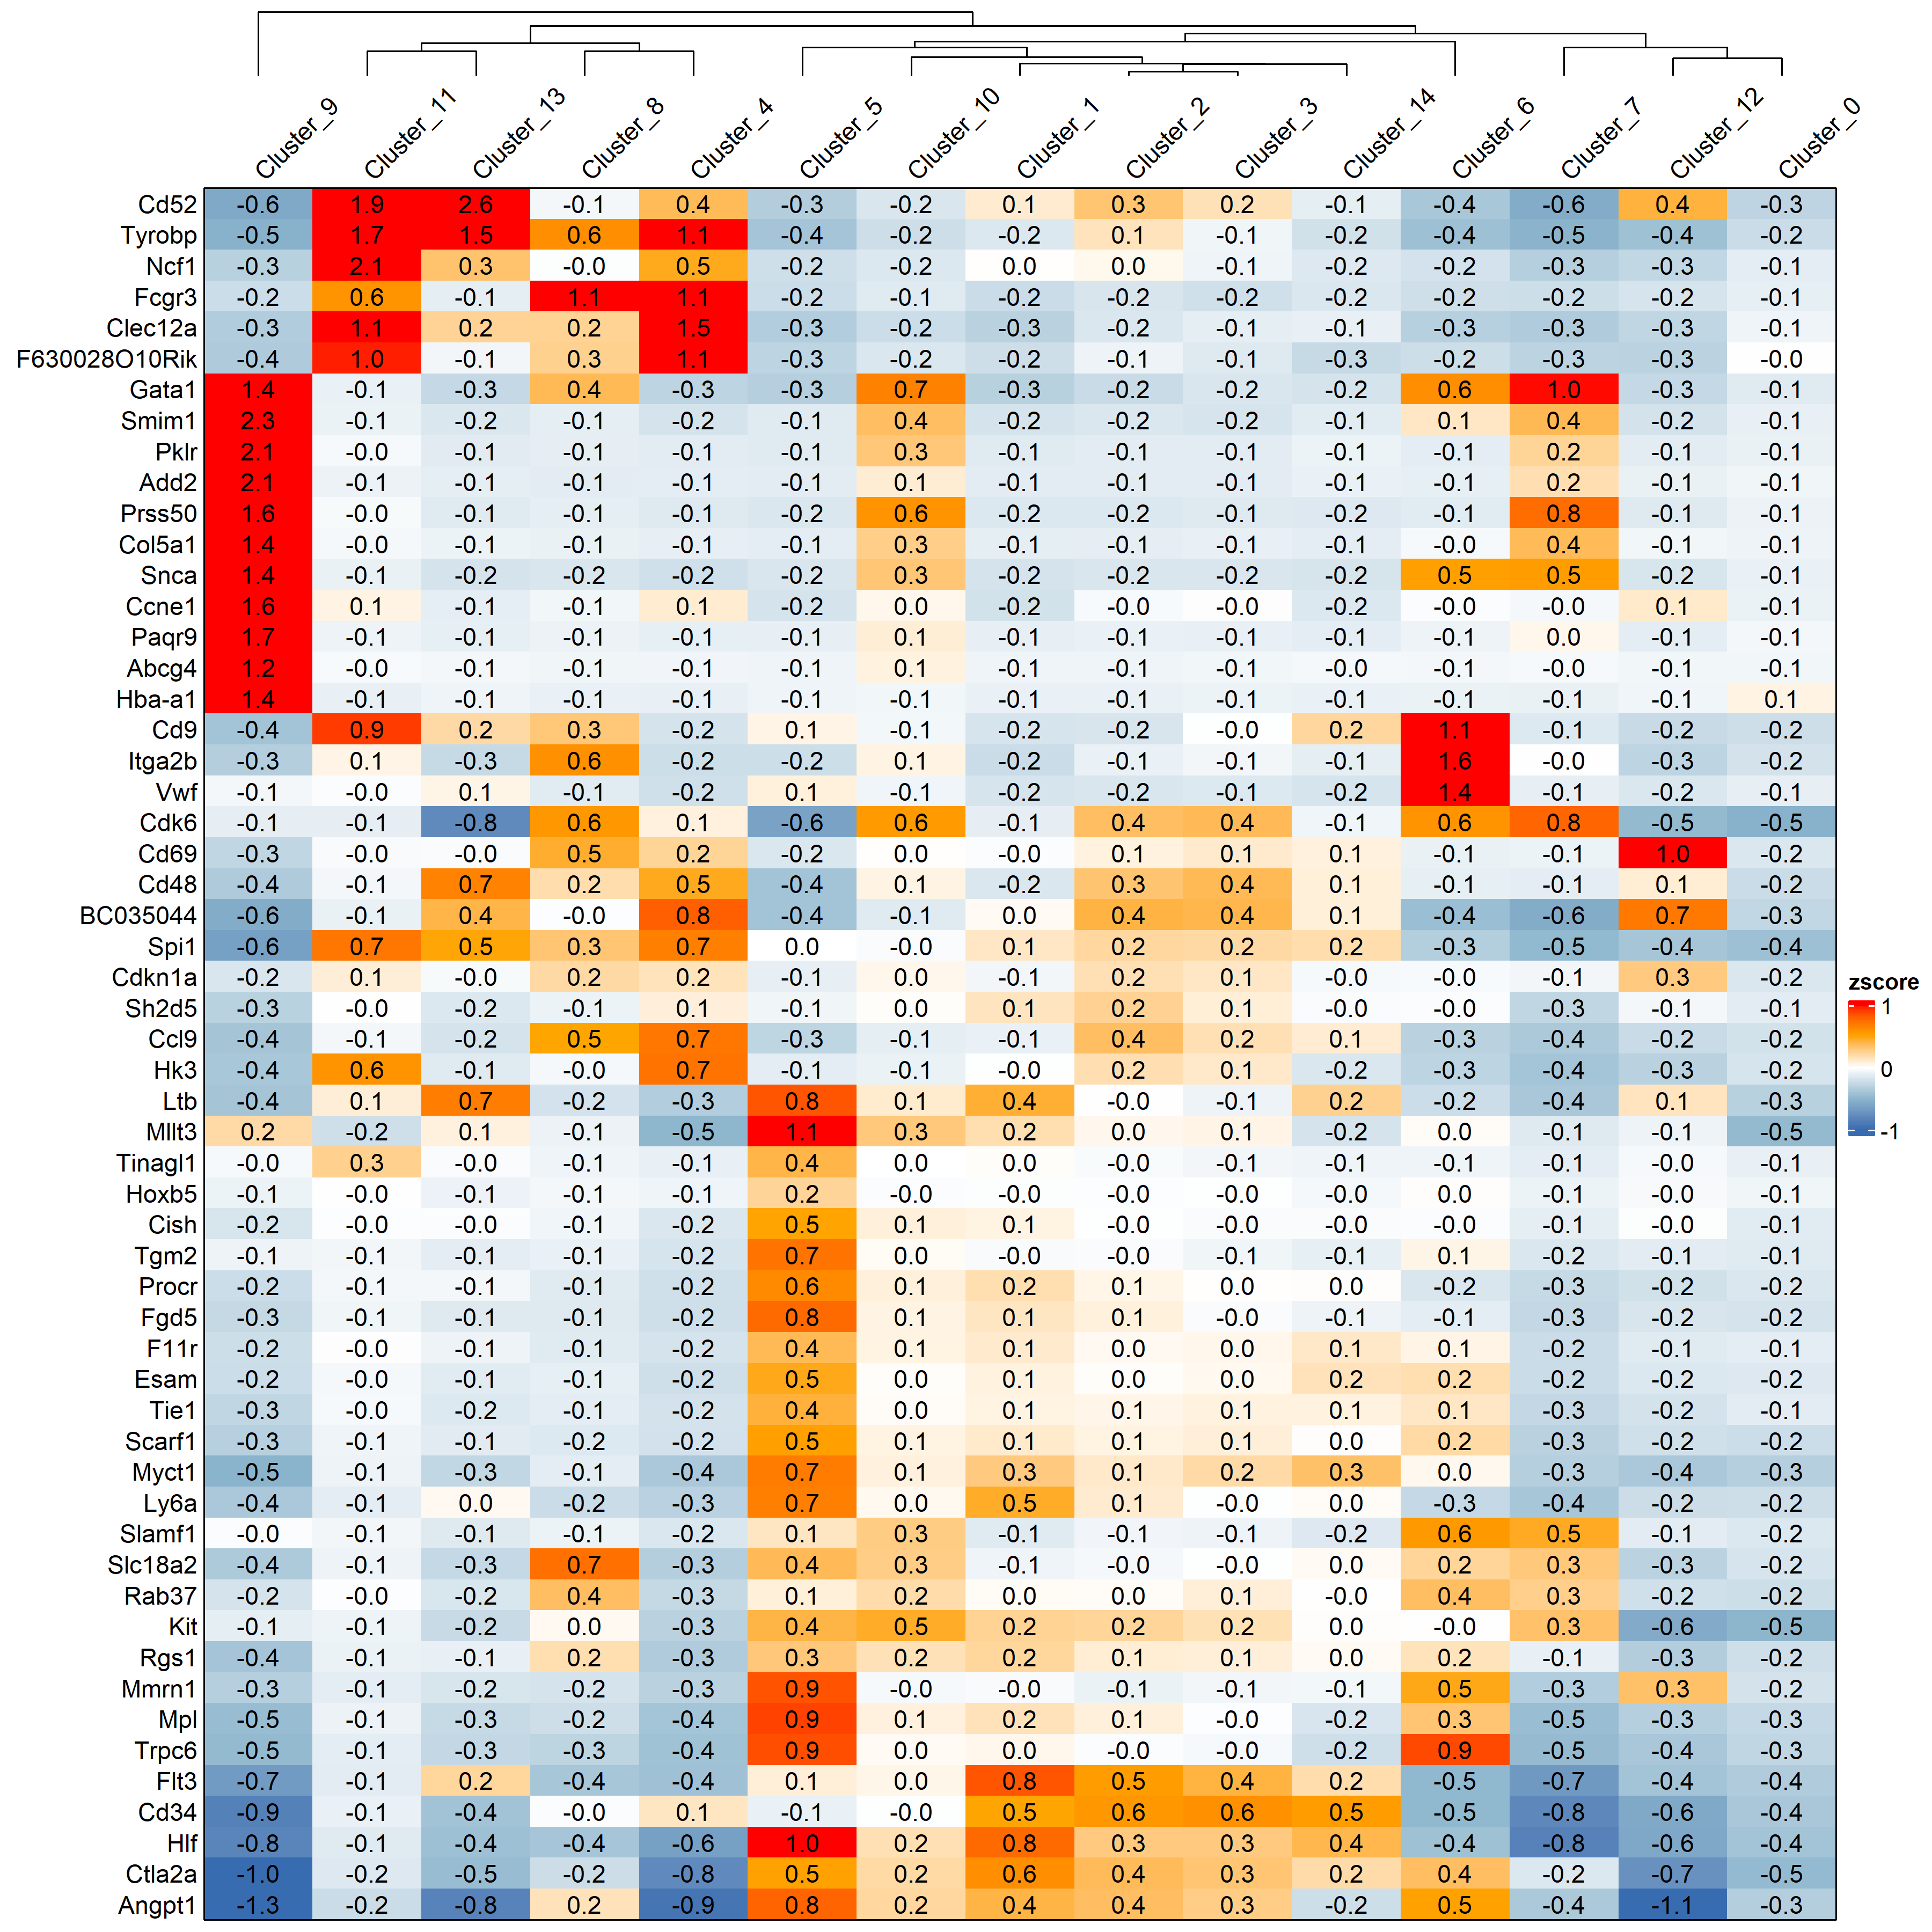 Cluster_9 Cluster_11 Cluster_13 Cluster_8 Cluster_4 Cluster_5 Cluster_10 Cluster_1 Cluster_2 Cluster_3 Cluster_14 Cluster_6 Cluster_7 Cluster_12 Cluster_0
Cd52 -0.6 1.9 2.6 -0.1 0.4 -0.3 -0.2 0.1 0.3 0.2 -0.1 -0.4 -0.6 0.4 -0.3
Tyrobp -0.5 1.7 1.5 0.6 1.1 -0.4 -0.2 -0.2 0.1 -0.1 -0.2 -0.4 -0.5 -0.4 -0.2
Ncf1 -0.3 2.1 0.3 -0.0 0.5 -0.2 -0.2 0.0 0.0 -0.1 -0.2 -0.2 -0.3 -0.3 -0.1
Fcgr3 -0.2 0.6 -0.1 1.1 1.1 -0.2 -0.1 -0.2 -0.2 -0.2 -0.2 -0.2 -0.2 -0.2 -0.1
Clec12a -0.3 1.1 0.2 0.2 1.5 -0.3 -0.2 -0.3 -0.2 -0.1 -0.1 -0.3 -0.3 -0.3 -0.1
F630028O10Rik -0.4 1.0 -0.1 0.3 1.1 -0.3 -0.2 -0.2 -0.1 -0.1 -0.3 -0.2 -0.3 -0.3 -0.0
Gata1 1.4 -0.1 -0.3 0.4 -0.3 -0.3 0.7 -0.3 -0.2 -0.2 -0.2 0.6 1.0 -0.3 -0.1
Smim1 2.3 -0.1 -0.2 -0.1 -0.2 -0.1 0.4 -0.2 -0.2 -0.2 -0.1 0.1 0.4 -0.2 -0.1
Pklr 2.1 -0.0 -0.1 -0.1 -0.1 -0.1 0.3 -0.1 -0.1 -0.1 -0.1 -0.1 0.2 -0.1 -0.1
Add2 2.1 -0.1 -0.1 -0.1 -0.1 -0.1 0.1 -0.1 -0.1 -0.1 -0.1 -0.1 0.2 -0.1 -0.1
Prss50 1.6 -0.0 -0.1 -0.1 -0.1 -0.2 0.6 -0.2 -0.2 -0.1 -0.2 -0.1 0.8 -0.1 -0.1
Col5a1 1.4 -0.0 -0.1 -0.1 -0.1 -0.1 0.3 -0.1 -0.1 -0.1 -0.1 -0.0 0.4 -0.1 -0.1
Snca 1.4 -0.1 -0.2 -0.2 -0.2 -0.2 0.3 -0.2 -0.2 -0.2 -0.2 0.5 0.5 -0.2 -0.1
Ccne1 1.6 0.1 -0.1 -0.1 0.1 -0.2 0.0 -0.2 -0.0 -0.0 -0.2 -0.0 -0.0 0.1 -0.1
Paqr9 1.7 -0.1 -0.1 -0.1 -0.1 -0.1 0.1 -0.1 -0.1 -0.1 -0.1 -0.1 0.0 -0.1 -0.1
Abcg4 1.2 -0.0 -0.1 -0.1 -0.1 -0.1 0.1 -0.1 -0.1 -0.1 -0.0 -0.1 -0.0 -0.1 -0.1
Hba-a1 1.4 -0.1 -0.1 -0.1 -0.1 -0.1 -0.1 -0.1 -0.1 -0.1 -0.1 -0.1 -0.1 -0.1 0.1
Cd9 -0.4 0.9 0.2 0.3 -0.2 0.1 -0.1 -0.2 -0.2 -0.0 0.2 1.1 -0.1 -0.2 -0.2
Itga2b -0.3 0.1 -0.3 0.6 -0.2 -0.2 0.1 -0.2 -0.1 -0.1 -0.1 1.6 -0.0 -0.3 -0.2
Vwf -0.1 -0.0 0.1 -0.1 -0.2 0.1 -0.1 -0.2 -0.2 -0.1 -0.2 1.4 -0.1 -0.2 -0.1
Cdk6 -0.1 -0.1 -0.8 0.6 0.1 -0.6 0.6 -0.1 0.4 0.4 -0.1 0.6 0.8 -0.5 -0.5
Cd69 -0.3 -0.0 -0.0 0.5 0.2 -0.2 0.0 -0.0 0.1 0.1 0.1 -0.1 -0.1 1.0 -0.2
Cd48 -0.4 -0.1 0.7 0.2 0.5 -0.4 0.1 -0.2 0.3 0.4 0.1 -0.1 -0.1 0.1 -0.2
BC035044 -0.6 -0.1 0.4 -0.0 0.8 -0.4 -0.1 0.0 0.4 0.4 0.1 -0.4 -0.6 0.7 -0.3
Spi1 -0.6 0.7 0.5 0.3 0.7 0.0 -0.0 0.1 0.2 0.2 0.2 -0.3 -0.5 -0.4 -0.4
Cdkn1a -0.2 0.1 -0.0 0.2 0.2 -0.1 0.0 -0.1 0.2 0.1 -0.0 -0.0 -0.1 0.3 -0.2
Sh2d5 -0.3 -0.0 -0.2 -0.1 0.1 -0.1 0.0 0.1 0.2 0.1 -0.0 -0.0 -0.3 -0.1 -0.1
Ccl9 -0.4 -0.1 -0.2 0.5 0.7 -0.3 -0.1 -0.1 0.4 0.2 0.1 -0.3 -0.4 -0.2 -0.2
Hk3 -0.4 0.6 -0.1 -0.0 0.7 -0.1 -0.1 -0.0 0.2 0.1 -0.2 -0.3 -0.4 -0.3 -0.2
Ltb -0.4 0.1 0.7 -0.2 -0.3 0.8 0.1 0.4 -0.0 -0.1 0.2 -0.2 -0.4 0.1 -0.3
Mllt3 0.2 -0.2 0.1 -0.1 -0.5 1.1 0.3 0.2 0.0 0.1 -0.2 0.0 -0.1 -0.1 -0.5
Tinagl1 -0.0 0.3 -0.0 -0.1 -0.1 0.4 0.0 0.0 -0.0 -0.1 -0.1 -0.1 -0.1 -0.0 -0.1
Hoxb5 -0.1 -0.0 -0.1 -0.1 -0.1 0.2 -0.0 -0.0 -0.0 -0.0 -0.0 0.0 -0.1 -0.0 -0.1
Cish -0.2 -0.0 -0.0 -0.1 -0.2 0.5 0.1 0.1 -0.0 -0.0 -0.0 -0.0 -0.1 -0.0 -0.1
Tgm2 -0.1 -0.1 -0.1 -0.1 -0.2 0.7 0.0 -0.0 -0.0 -0.1 -0.1 0.1 -0.2 -0.1 -0.1
Procr -0.2 -0.1 -0.1 -0.1 -0.2 0.6 0.1 0.2 0.1 0.0 0.0 -0.2 -0.3 -0.2 -0.2
Fgd5 -0.3 -0.1 -0.1 -0.1 -0.2 0.8 0.1 0.1 0.1 -0.0 -0.1 -0.1 -0.3 -0.2 -0.2
F11r -0.2 -0.0 -0.1 -0.1 -0.2 0.4 0.1 0.1 0.0 0.0 0.1 0.1 -0.2 -0.1 -0.1
Esam -0.2 -0.0 -0.1 -0.1 -0.2 0.5 0.0 0.1 0.0 0.0 0.2 0.2 -0.2 -0.2 -0.2
Tie1 -0.3 -0.0 -0.2 -0.1 -0.2 0.4 0.0 0.1 0.1 0.1 0.1 0.1 -0.3 -0.2 -0.1
Scarf1 -0.3 -0.1 -0.1 -0.2 -0.2 0.5 0.1 0.1 0.1 0.1 0.0 0.2 -0.3 -0.2 -0.2
Myct1 -0.5 -0.1 -0.3 -0.1 -0.4 0.7 0.1 0.3 0.1 0.2 0.3 0.0 -0.3 -0.4 -0.3
Ly6a -0.4 -0.1 0.0 -0.2 -0.3 0.7 0.0 0.5 0.1 -0.0 0.0 -0.3 -0.4 -0.2 -0.2
Slamf1 -0.0 -0.1 -0.1 -0.1 -0.2 0.1 0.3 -0.1 -0.1 -0.1 -0.2 0.6 0.5 -0.1 -0.2
Slc18a2 -0.4 -0.1 -0.3 0.7 -0.3 0.4 0.3 -0.1 -0.0 -0.0 0.0 0.2 0.3 -0.3 -0.2
Rab37 -0.2 -0.0 -0.2 0.4 -0.3 0.1 0.2 0.0 0.0 0.1 -0.0 0.4 0.3 -0.2 -0.2
Kit -0.1 -0.1 -0.2 0.0 -0.3 0.4 0.5 0.2 0.2 0.2 0.0 -0.0 0.3 -0.6 -0.5
Rgs1 -0.4 -0.1 -0.1 0.2 -0.3 0.3 0.2 0.2 0.1 0.1 0.0 0.2 -0.1 -0.3 -0.2
Mmrn1 -0.3 -0.1 -0.2 -0.2 -0.3 0.9 -0.0 -0.0 -0.1 -0.1 -0.1 0.5 -0.3 0.3 -0.2
Mpl -0.5 -0.1 -0.3 -0.2 -0.4 0.9 0.1 0.2 0.1 -0.0 -0.2 0.3 -0.5 -0.3 -0.3
Trpc6 -0.5 -0.1 -0.3 -0.3 -0.4 0.9 0.0 0.0 -0.0 -0.0 -0.2 0.9 -0.5 -0.4 -0.3
Flt3 -0.7 -0.1 0.2 -0.4 -0.4 0.1 0.0 0.8 0.5 0.4 0.2 -0.5 -0.7 -0.4 -0.4
Cd34 -0.9 -0.1 -0.4 -0.0 0.1 -0.1 -0.0 0.5 0.6 0.6 0.5 -0.5 -0.8 -0.6 -0.4
Hlf -0.8 -0.1 -0.4 -0.4 -0.6 1.0 0.2 0.8 0.3 0.3 0.4 -0.4 -0.8 -0.6 -0.4
Ctla2a -1.0 -0.2 -0.5 -0.2 -0.8 0.5 0.2 0.6 0.4 0.3 0.2 0.4 -0.2 -0.7 -0.5
Angpt1 -1.3 -0.2 -0.8 0.2 -0.9 0.8 0.2 0.4 0.4 0.3 -0.2 0.5 -0.4 -1.1 -0.3
zscore
1
0
-1